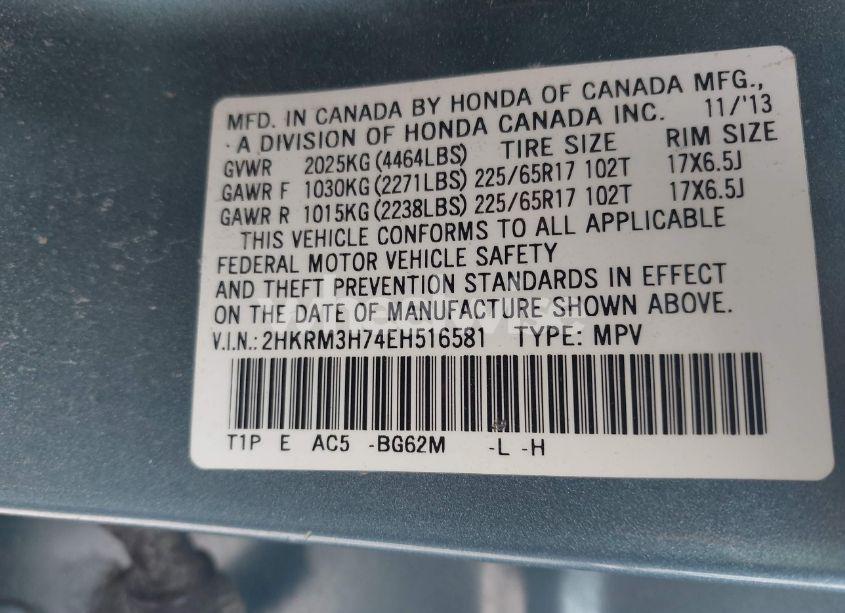 MFD. IN CANADA BY HONDA OF CANADA MFG.,
A DIVISION OF HONDA CANADA INC. 11/'13
GVWR 2025KG (4464LBS) TIRE SIZE RIM SIZE
GAWR F 1030KG (2271LBS) 225/65R17 102T 17X6.5J
GAWR R 1015KG (2238LBS) 225/65R17 102T 17X6.5J
THIS VEHICLE CONFORMS TO ALL APPLICABLE
FEDERAL MOTOR VEHICLE SAFETY
AND THEFT PREVENTION STANDARDS IN EFFECT
ON THE DATE OF MANUFACTURE SHOWN ABOVE.
V.I.N.: 2HKRM3H74EH516581 TYPE: MPV
T1P E AC5 -BG62M -L -H